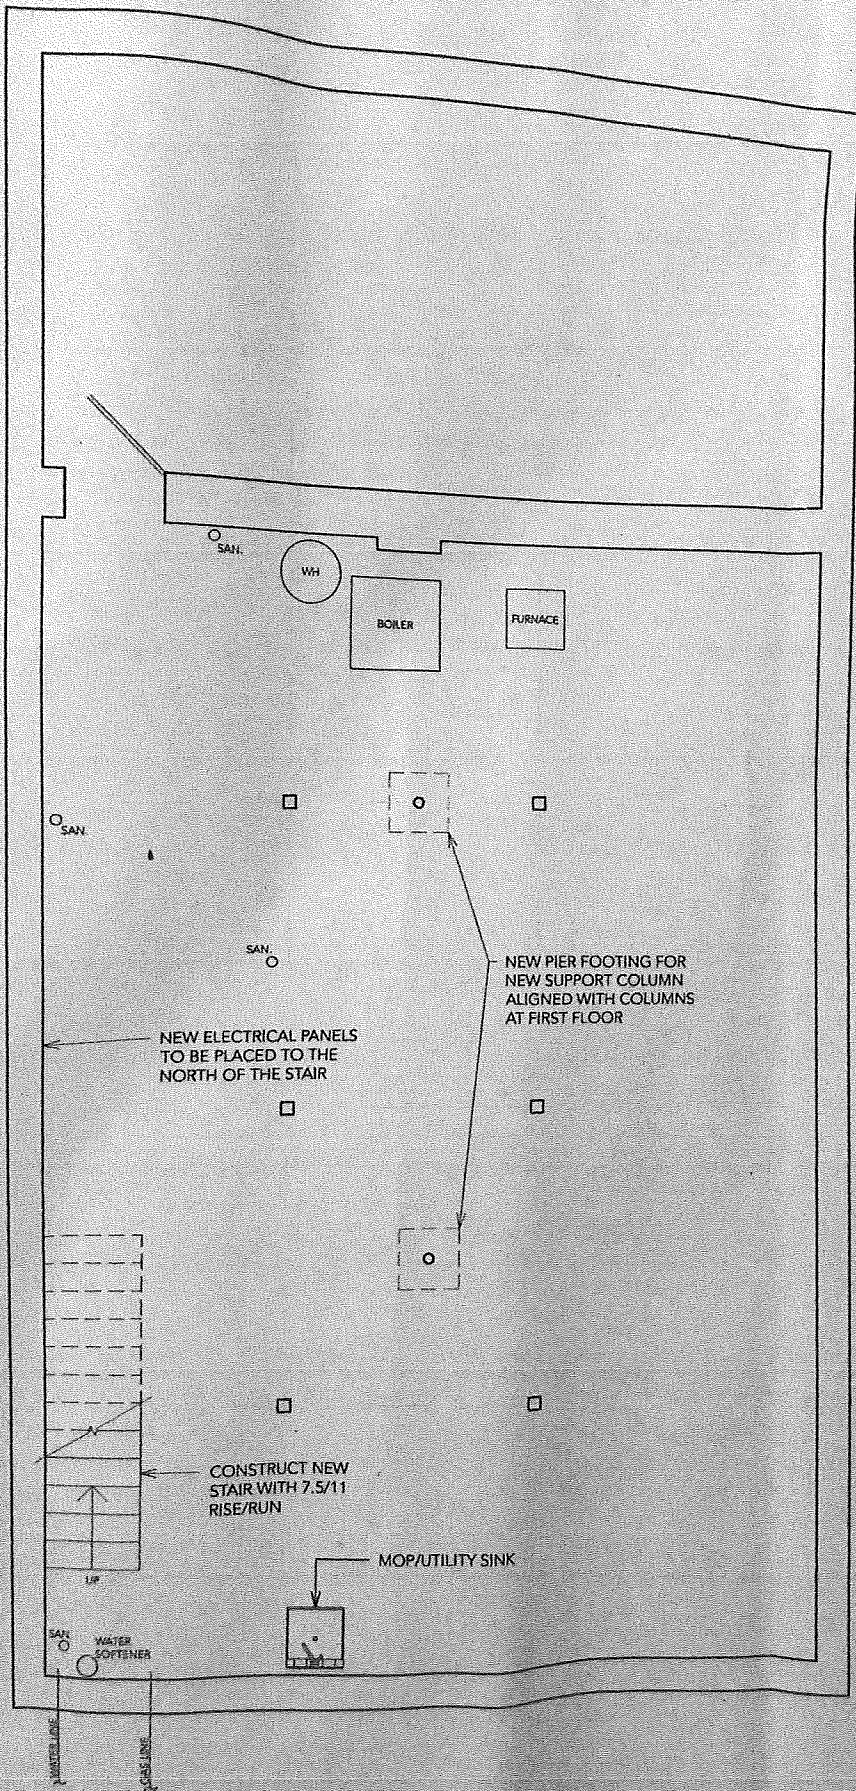 SAN.
WH
BOILER
FURNACE
SAN.
SAN.
NEW PIER FOOTING FOR
NEW SUPPORT COLUMN
ALIGNED WITH COLUMNS
AT FIRST FLOOR
NEW ELECTRICAL PANELS
TO BE PLACED TO THE
NORTH OF THE STAIR
CONSTRUCT NEW
STAIR WITH 7.5/11
RISE/RUN
MOP/UTILITY SINK
UP
SAN.
WATER
SOFTENER
WATER LINE
GAS LINE